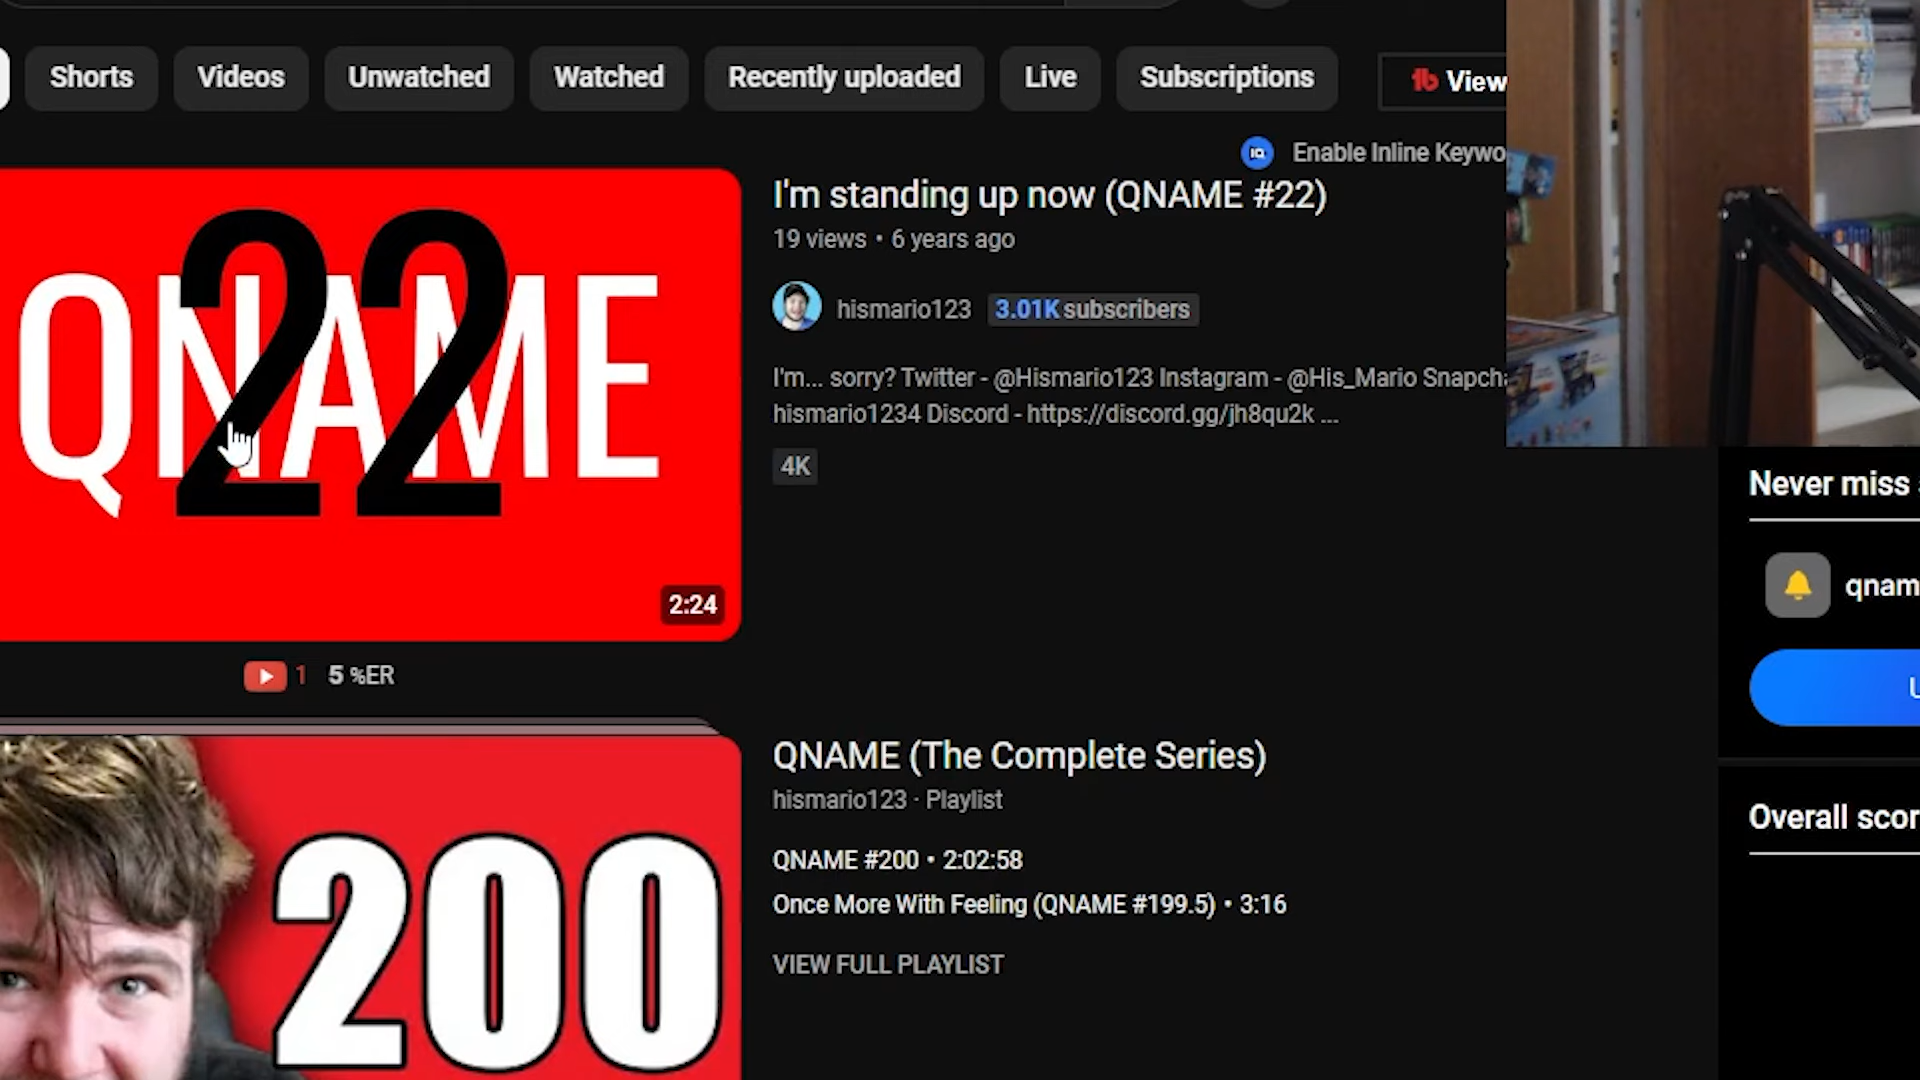 Shorts
Videos
Unwatched
Watched
Recently uploaded
Live
Subscriptions
View
Enable Inline Keywo
QNAME
22
2:24
1 5 %ER
I'm standing up now (QNAME #22)
19 views • 6 years ago
hismario123 3.01K subscribers
I'm... sorry? Twitter - @Hismario123 Instagram - @His_Mario Snapcha
hismario1234 Discord - https://discord.gg/jh8qu2k ...
4K
Never miss
qnam
U
Overall scor
200
QNAME (The Complete Series)
hismario123 · Playlist
QNAME #200 • 2:02:58
Once More With Feeling (QNAME #199.5) • 3:16
VIEW FULL PLAYLIST